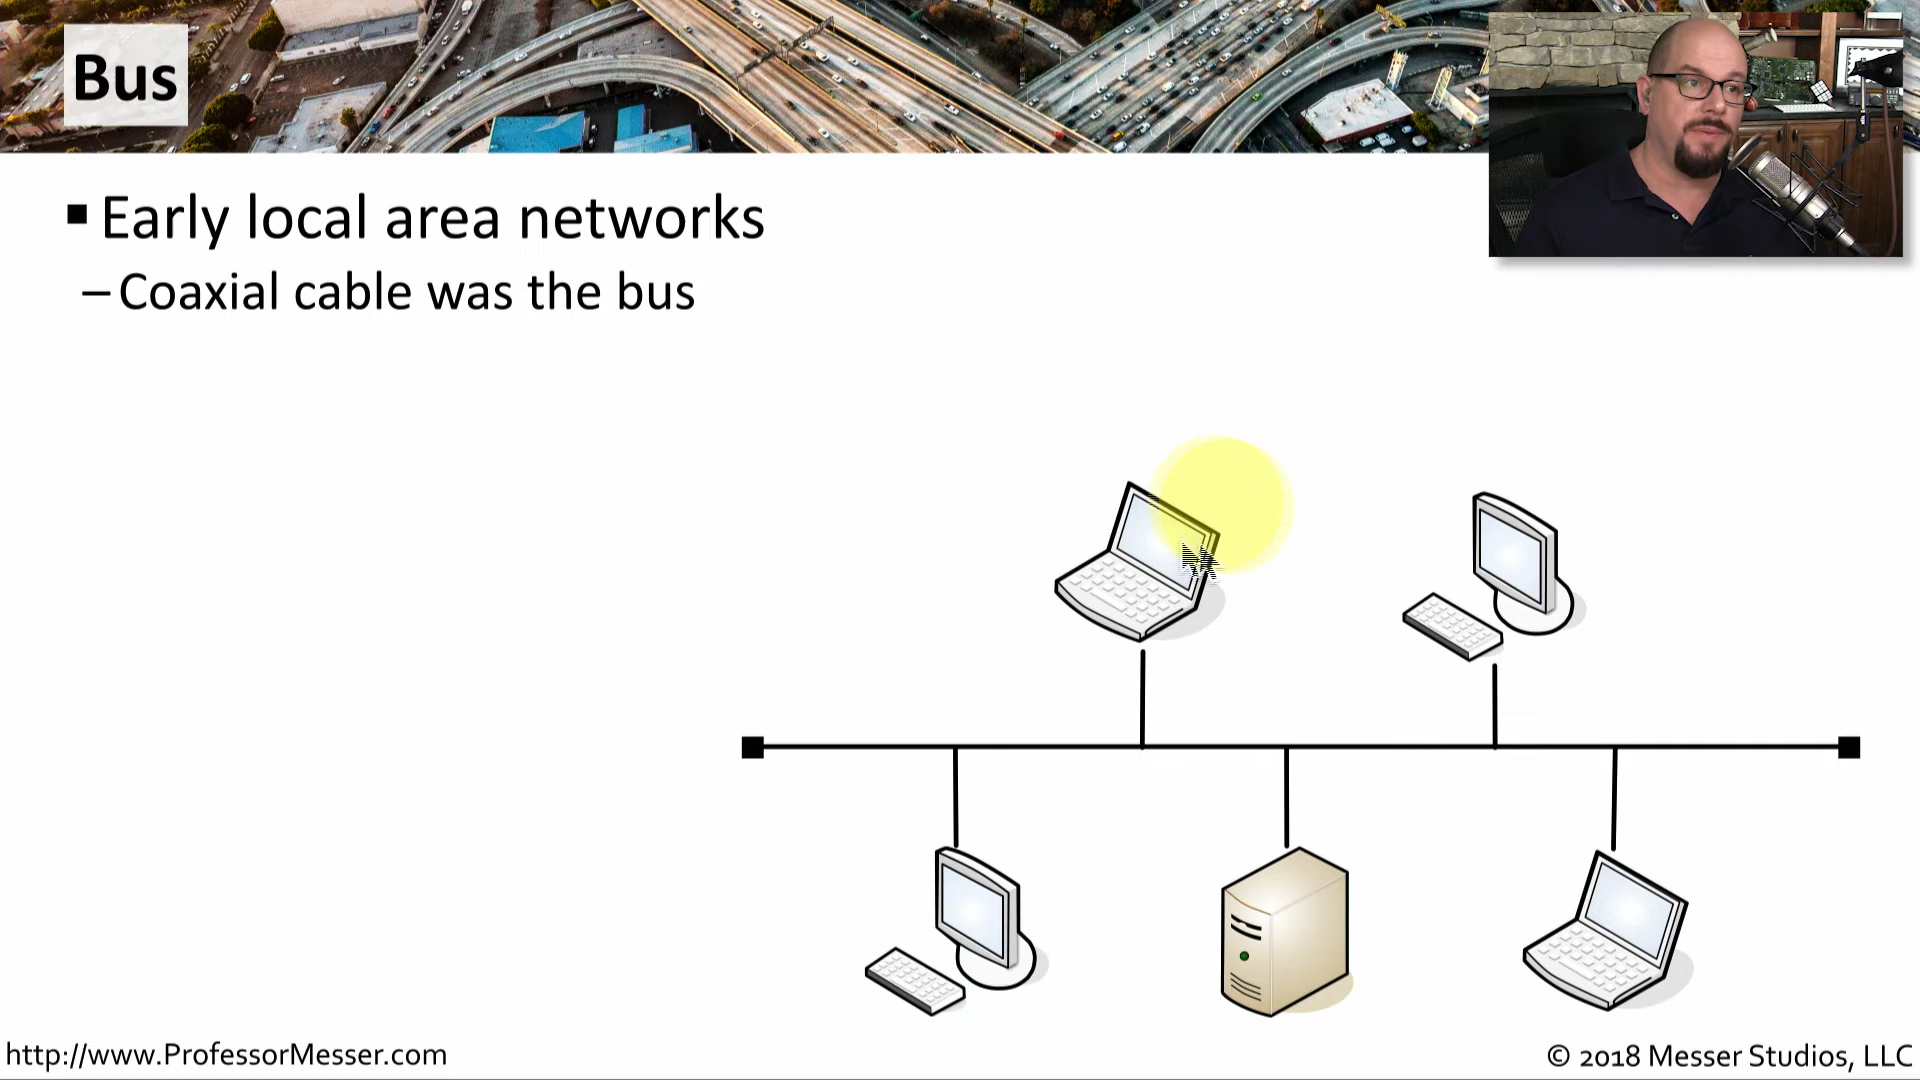 Bus
▪ Early local area networks
– Coaxial cable was the bus
http://www.ProfessorMesser.com
© 2018 Messer Studios, LLC